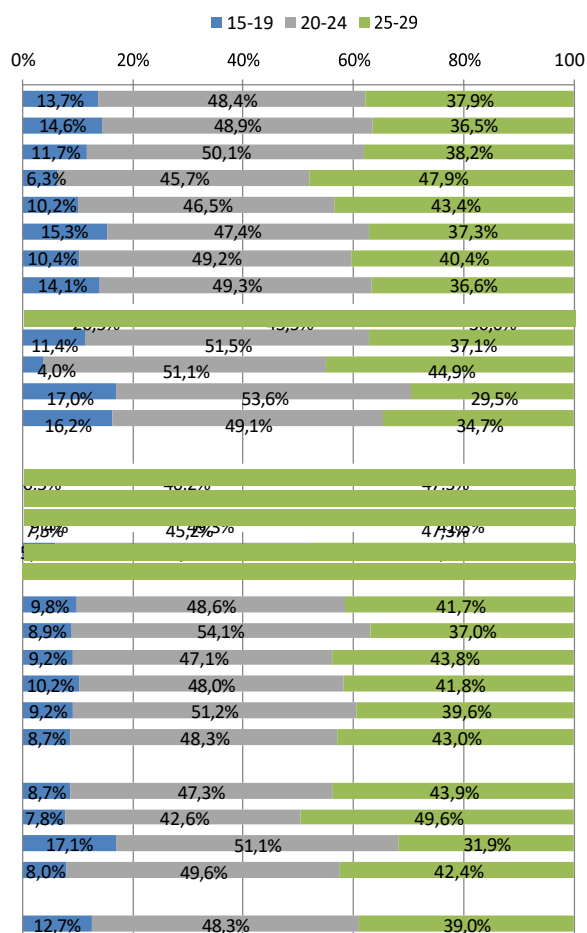 15-19 20-24 25-29
0% 20% 40% 60% 80% 100
13,7% 48,4% 37,9%
14,6% 48,9% 36,5%
11,7% 50,1% 38,2%
6,3% 45,7% 47,9%
10,2% 46,5% 43,4%
15,3% 47,4% 37,3%
10,4% 49,2% 40,4%
14,1% 49,3% 36,6%
11,4% 51,5% 37,1%
4,0% 51,1% 44,9%
17,0% 53,6% 29,5%
16,2% 49,1% 34,7%
45,2%
9,8% 48,6% 41,7%
8,9% 54,1% 37,0%
9,2% 47,1% 43,8%
10,2% 48,0% 41,8%
9,2% 51,2% 39,6%
8,7% 48,3% 43,0%
8,7% 47,3% 43,9%
7,8% 42,6% 49,6%
17,1% 51,1% 31,9%
8,0% 49,6% 42,4%
12,7% 48,3% 39,0%